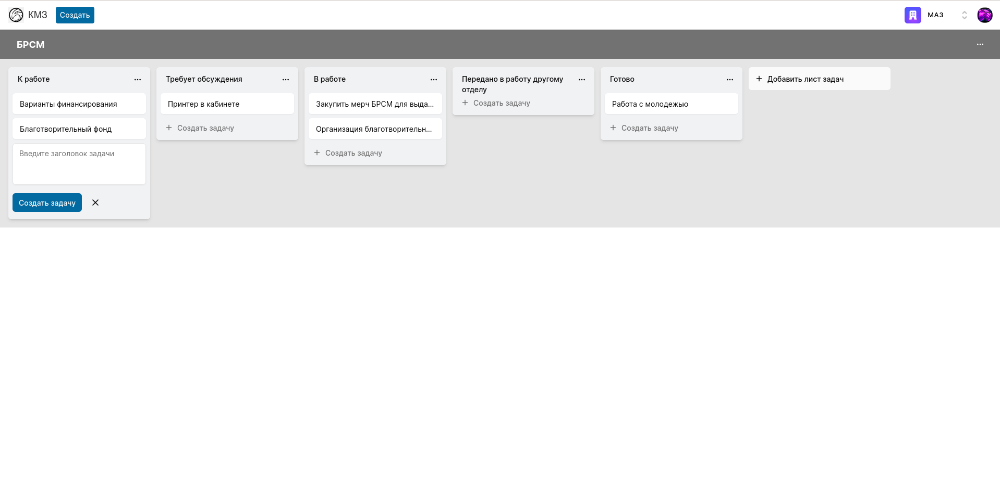 КМЗ
Создать
МАЗ
БРСМ
К работе
Варианты финансирования
Благотворительный фонд
Введите заголовок задачи
Создать задачу
Требует обсуждения
Принтер в кабинете
Создать задачу
В работе
Закупить мерч БРСМ для выда...
Организация благотворительн...
Создать задачу
Передано в работу другому
отделу
Создать задачу
Готово
Работа с молодежью
Создать задачу
Добавить лист задач